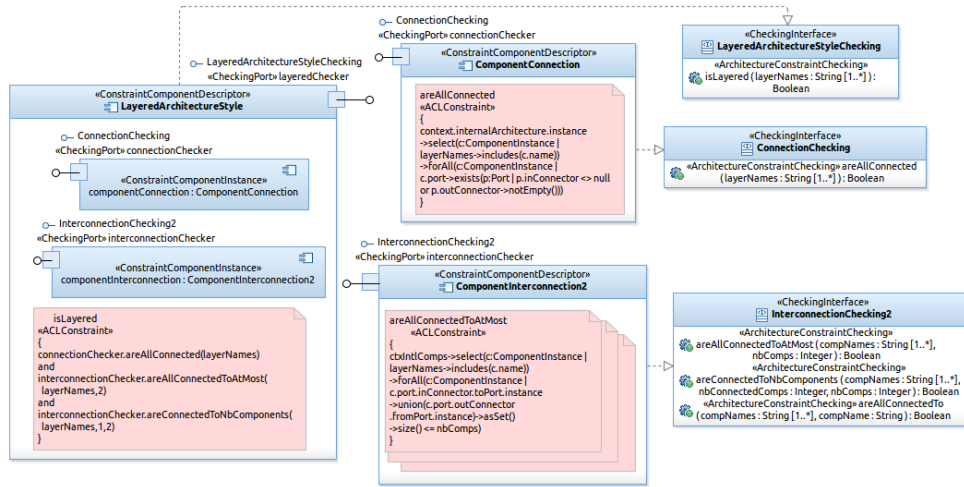 ConnectionChecking
«CheckingPort» connectionChecker
LayeredArchitectureStyleChecking
«CheckingPort» layeredChecker
«ConstraintComponentDescriptor»
LayeredArchitectureStyle
ConnectionChecking
«CheckingPort» connectionChecker
«ConstraintComponentInstance»
componentConnection : ComponentConnection
InterconnectionChecking2
«CheckingPort» interconnectionChecker
«ConstraintComponentInstance»
componentInterconnection : ComponentInterconnection2
isLayered
«ACLConstraint»
{
connectionChecker.areAllConnected(layerNames)
and
interconnectionChecker.areAllConnectedToAtMost(
layerNames,2)
and
interconnectionChecker.areConnectedToNbComponents(
layerNames,1,2)
}
«ConstraintComponentDescriptor»
ComponentConnection
areAllConnected
«ACLConstraint»
{
context.internalArchitecture.instance
->select(c:ComponentInstance |
layerNames->includes(c.name))
->forAll(c:ComponentInstance |
c.port->exists(p:Port | p.inConnector <> null
or p.outConnector->notEmpty()))
}
InterconnectionChecking2
«CheckingPort» interconnectionChecker
«ConstraintComponentDescriptor»
ComponentInterconnection2
areAllConnectedToAtMost
«ACLConstraint»
{
ctxIntlComps->select(c:ComponentInstance |
layerNames->includes(c.name))
->forAll(c:ComponentInstance |
c.port.inConnector.toPort.instance
->union(c.port.outConnector
.fromPort.instance)->asSet()
->size() <= nbComps)
}
«CheckingInterface»
LayeredArchitectureStyleChecking
«ArchitectureConstraintChecking»
isLayered (layerNames : String [1..*] ) :
Boolean
«CheckingInterface»
ConnectionChecking
«ArchitectureConstraintChecking» areAllConnected
(layerNames : String [1..*] ) : Boolean
«CheckingInterface»
InterconnectionChecking2
«ArchitectureConstraintChecking»
areAllConnectedToAtMost (compNames : String [1..*],
nbComps : Integer ) : Boolean
«ArchitectureConstraintChecking»
areConnectedToNbComponents (compNames : String [1..*],
nbConnectedComps : Integer, nbComps : Integer ) : Boolean
«ArchitectureConstraintChecking» areAllConnectedTo
(compNames : String [1..*], compName : String) : Boolean